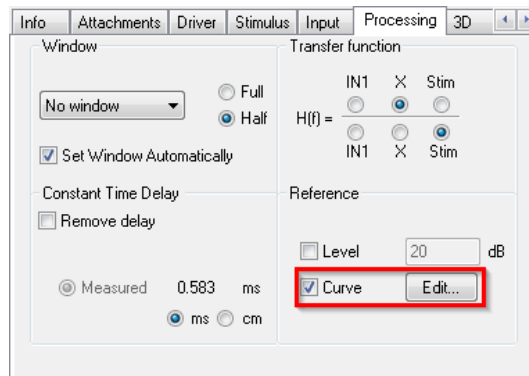 Info Attachments Driver Stimulus Input Processing 3D
Window
No window
Full
Half
Set Window Automatically
Transfer function
IN1 X Stim
H(f) =
IN1 X Stim
Constant Time Delay
Remove delay
Measured 0.583 ms
ms cm
Reference
Level 20 dB
Curve Edit...